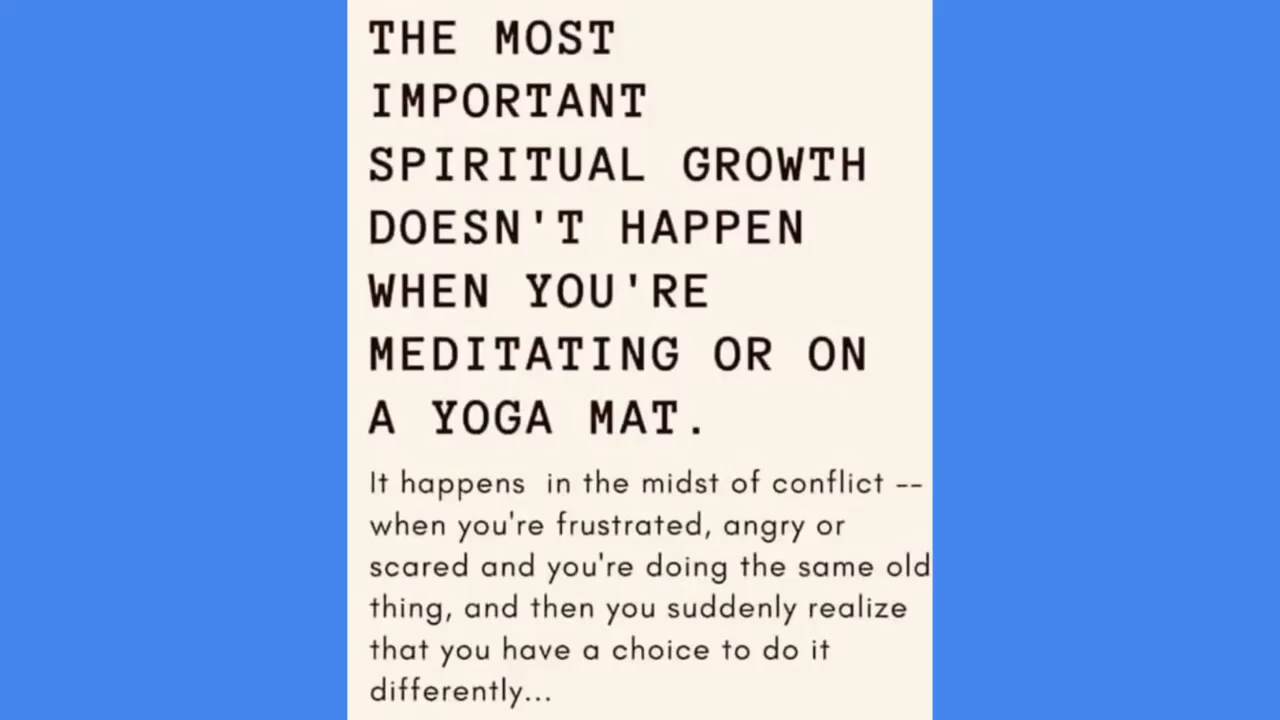 THE MOST
IMPORTANT
SPIRITUAL GROWTH
DOESN'T HAPPEN
WHEN YOU'RE
MEDITATING OR ON
A YOGA MAT.
It happens  in the midst of conflict --
when you're frustrated, angry or
scared and you're doing the same old
thing, and then you suddenly realize
that you have a choice to do it
differently...